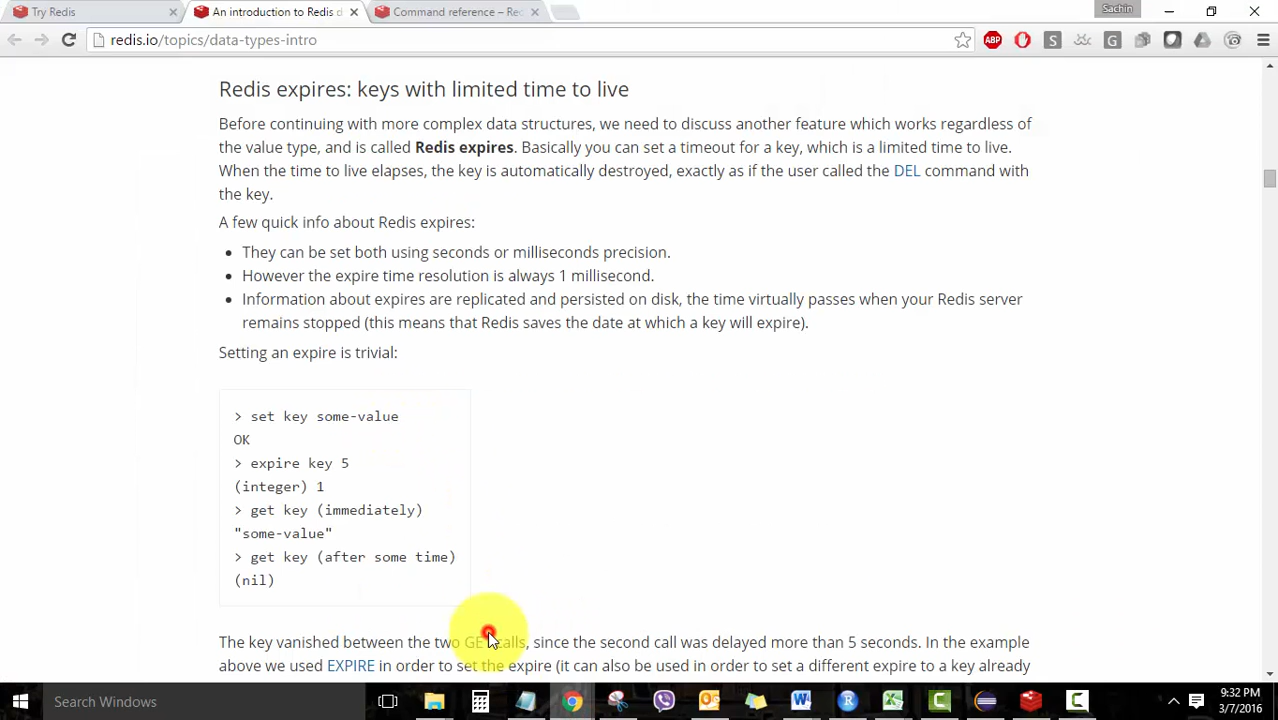 Try Redis
An introduction to Redis d
Command reference – Red
Sachin
redis.io/topics/data-types-intro
ABP
S
G
Redis expires: keys with limited time to live
Before continuing with more complex data structures, we need to discuss another feature which works regardless of
the value type, and is called Redis expires. Basically you can set a timeout for a key, which is a limited time to live.
When the time to live elapses, the key is automatically destroyed, exactly as if the user called the DEL command with
the key.
A few quick info about Redis expires:
They can be set both using seconds or milliseconds precision.
However the expire time resolution is always 1 millisecond.
Information about expires are replicated and persisted on disk, the time virtually passes when your Redis server
remains stopped (this means that Redis saves the date at which a key will expire).
Setting an expire is trivial:
> set key some-value
OK
> expire key 5
(integer) 1
> get key (immediately)
"some-value"
> get key (after some time)
(nil)
The key vanished between the two GET calls, since the second call was delayed more than 5 seconds. In the example
above we used EXPIRE in order to set the expire (it can also be used in order to set a different expire to a key already
Search Windows
9:32 PM
3/7/2016